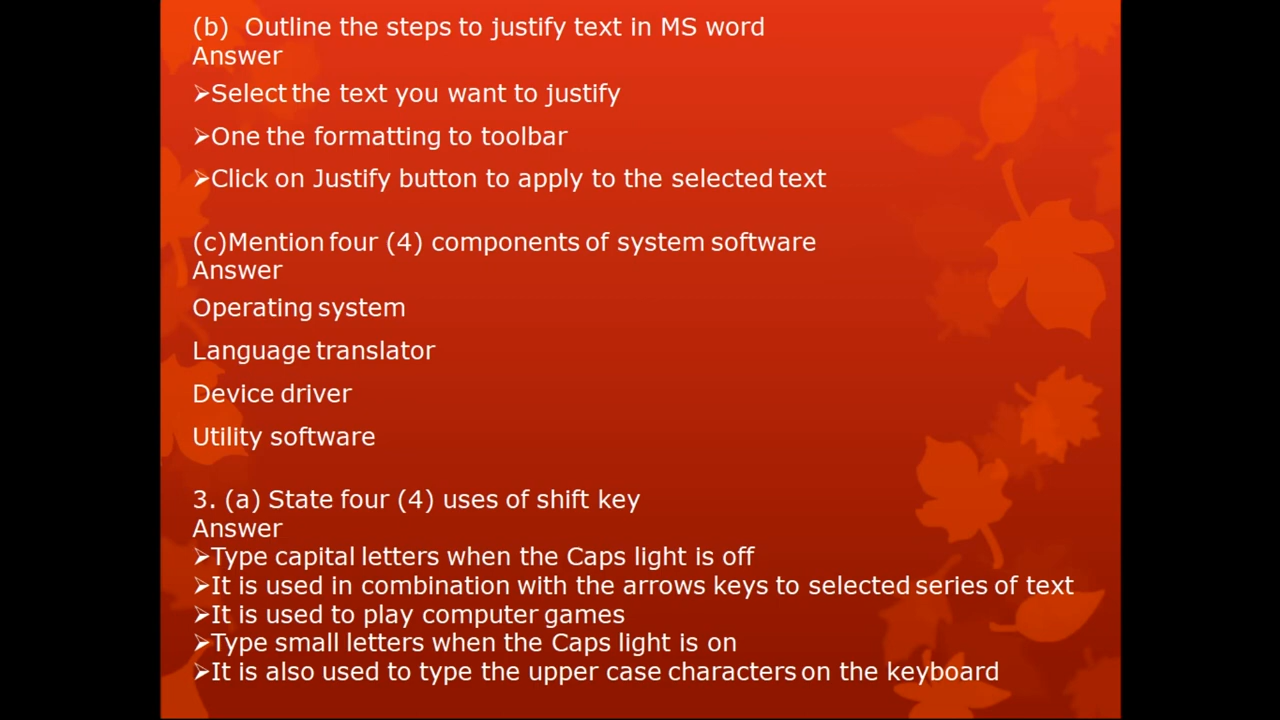 (b)  Outline the steps to justify text in MS word
Answer
➢Select the text you want to justify
➢One the formatting to toolbar
➢Click on Justify button to apply to the selected text
(c)Mention four (4) components of system software
Answer
Operating system
Language translator
Device driver
Utility software
3. (a) State four (4) uses of shift key
Answer
➢Type capital letters when the Caps light is off
➢It is used in combination with the arrows keys to selected series of text
➢It is used to play computer games
➢Type small letters when the Caps light is on
➢It is also used to type the upper case characters on the keyboard